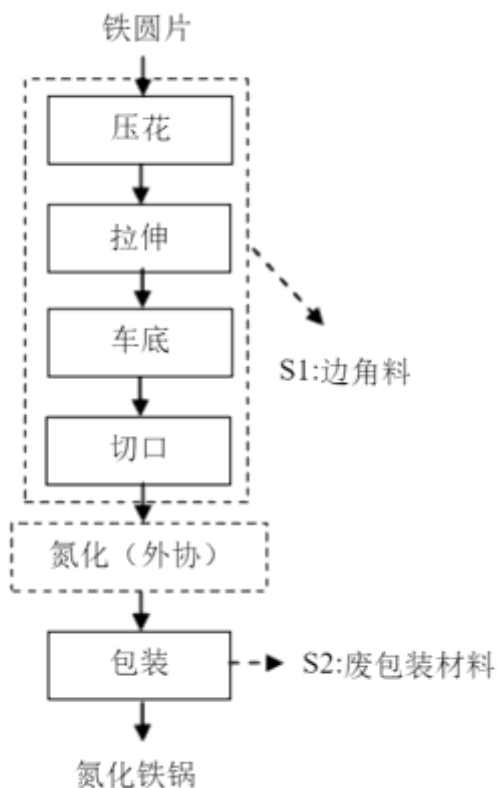 铁圆片
压花
拉伸
车底
S1:边角料
切口
氮化（外协）
包装
S2:废包装材料
氮化铁锅